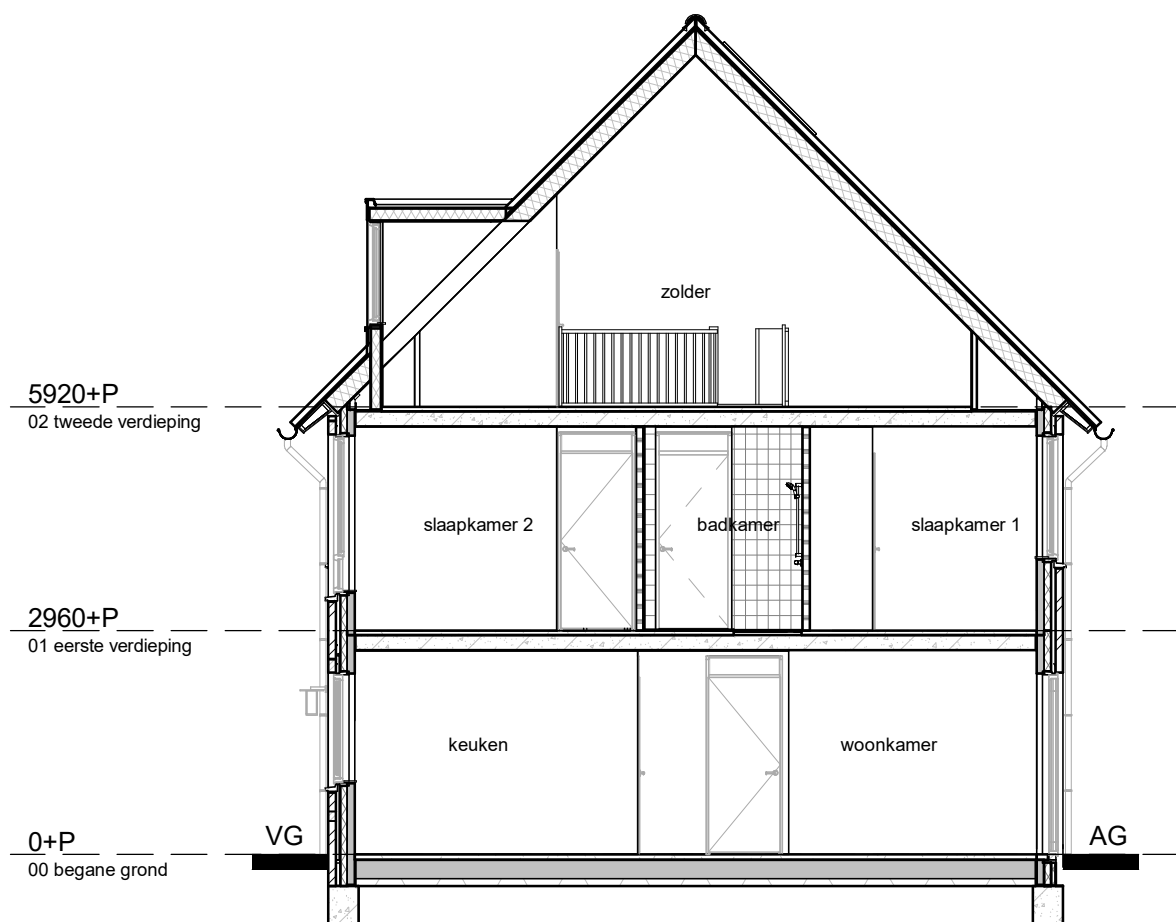 zolder
5920+P
02 tweede verdieping
slaapkamer 2
badkamer
slaapkamer 1
2960+P
01 eerste verdieping
keuken
woonkamer
0+P
VG
AG
00 begane grond